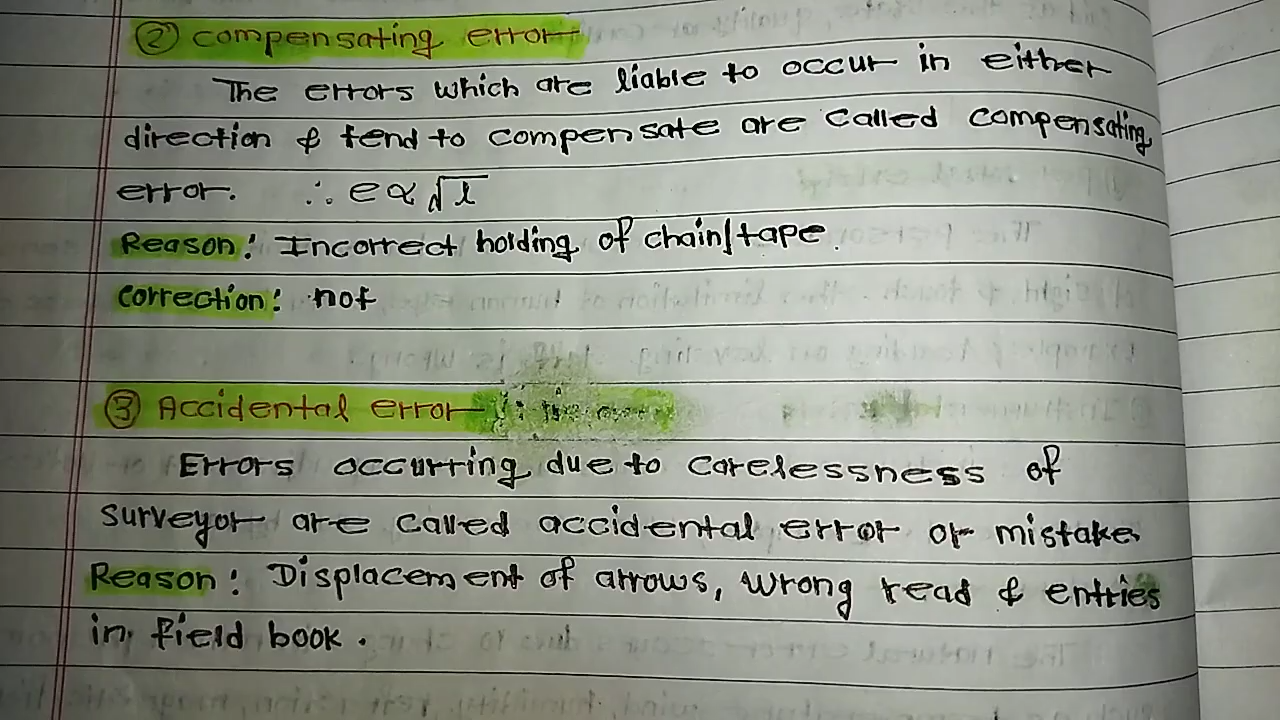 ② compensating error
The errors which are liable to occur in either
direction & tend to compensate are called compensating
error. ∴ e ∝ √l
Reason: Incorrect holding of chain/tape.
correction: not
③ Accidental error
Errors occurring due to carelessness of
surveyor are called accidental error or mistake
Reason: Displacement of arrows, wrong read & entries
in field book.